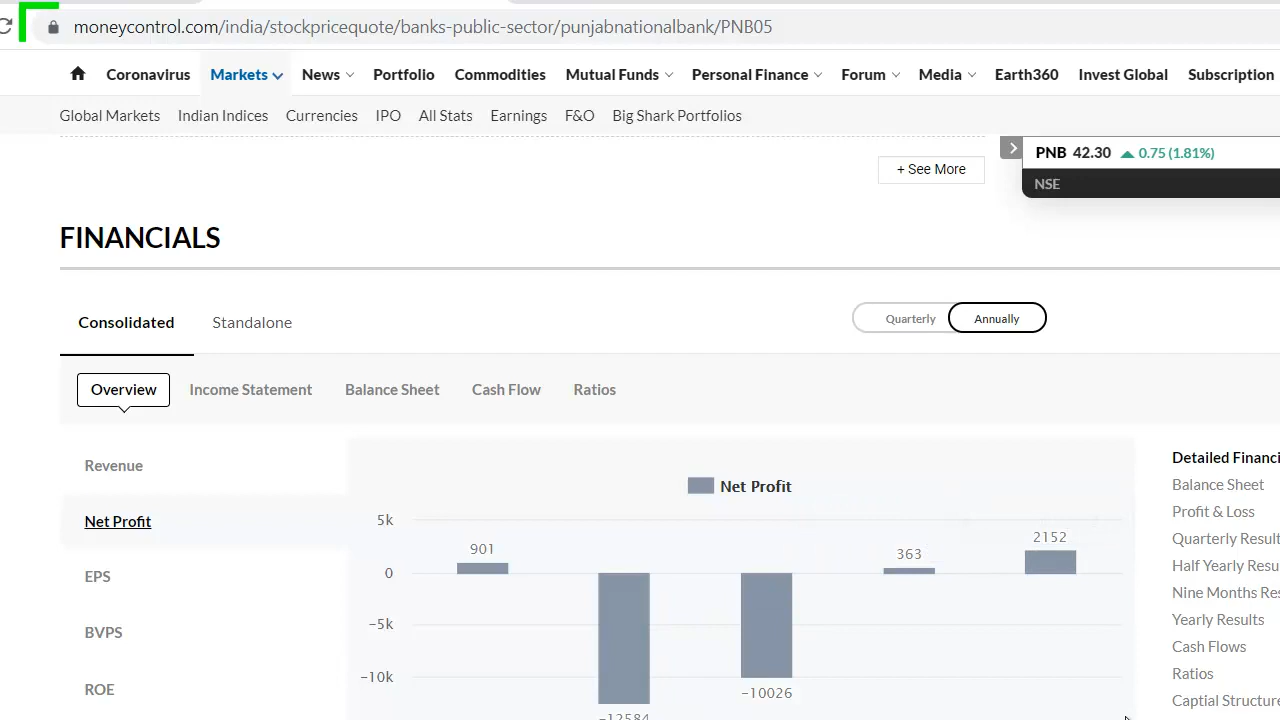 moneycontrol.com/india/stockpricequote/banks-public-sector/punjabnationalbank/PNB05
Coronavirus Markets News Portfolio Commodities Mutual Funds Personal Finance Forum Media Earth360 Invest Global Subscription
Global Markets Indian Indices Currencies IPO All Stats Earnings F&O Big Shark Portfolios
PNB 42.30 0.75 (1.81%)
+ See More
NSE
FINANCIALS
Consolidated Standalone
Quarterly Annually
Overview Income Statement Balance Sheet Cash Flow Ratios
Revenue
Net Profit
EPS
BVPS
ROE
Net Profit
5k
0
−5k
−10k
901
−12584
−10026
363
2152
Detailed Financi
Balance Sheet
Profit & Loss
Quarterly Result
Half Yearly Resu
Nine Months Res
Yearly Results
Cash Flows
Ratios
Captial Structure